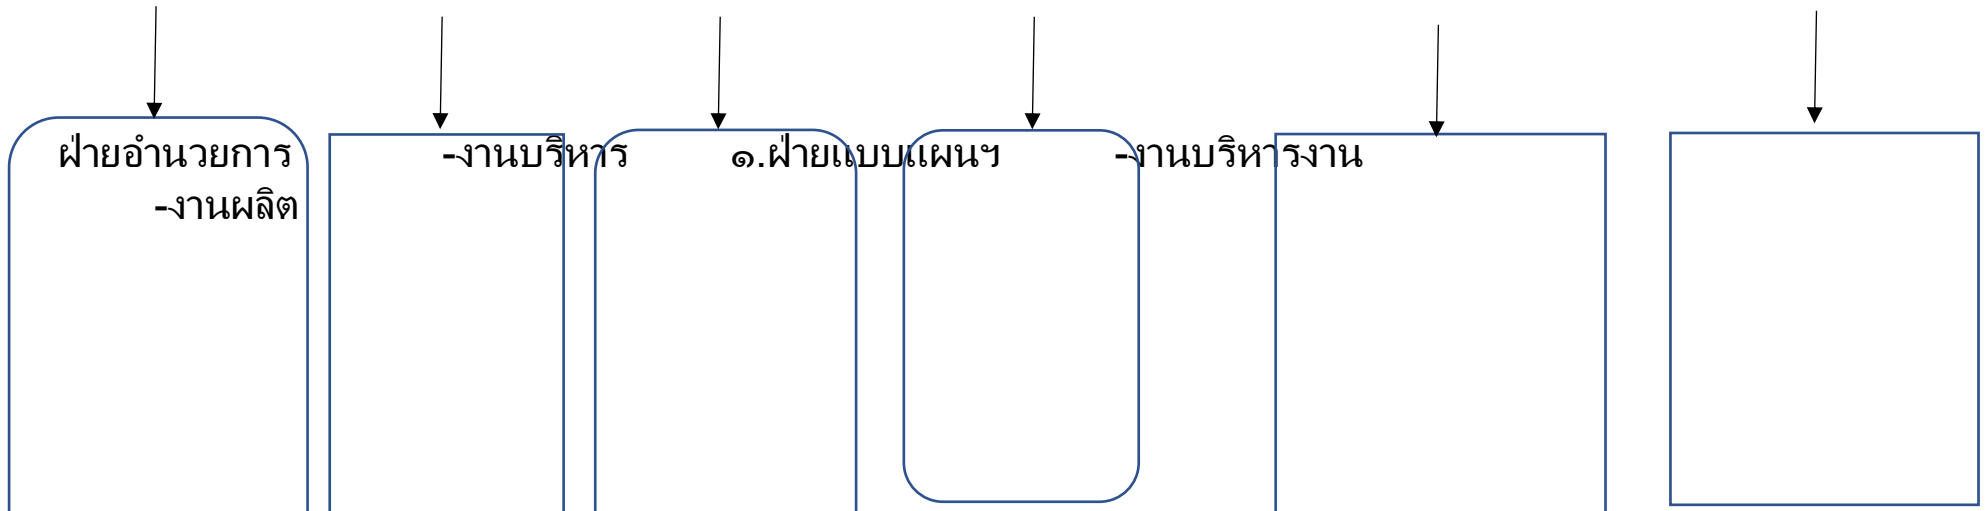 ฝ่ายอำนวยการ -งานบริหาร ๑.ฝ่ายแบบแผนฯ -งานบริหารงาน
-งานผลิต